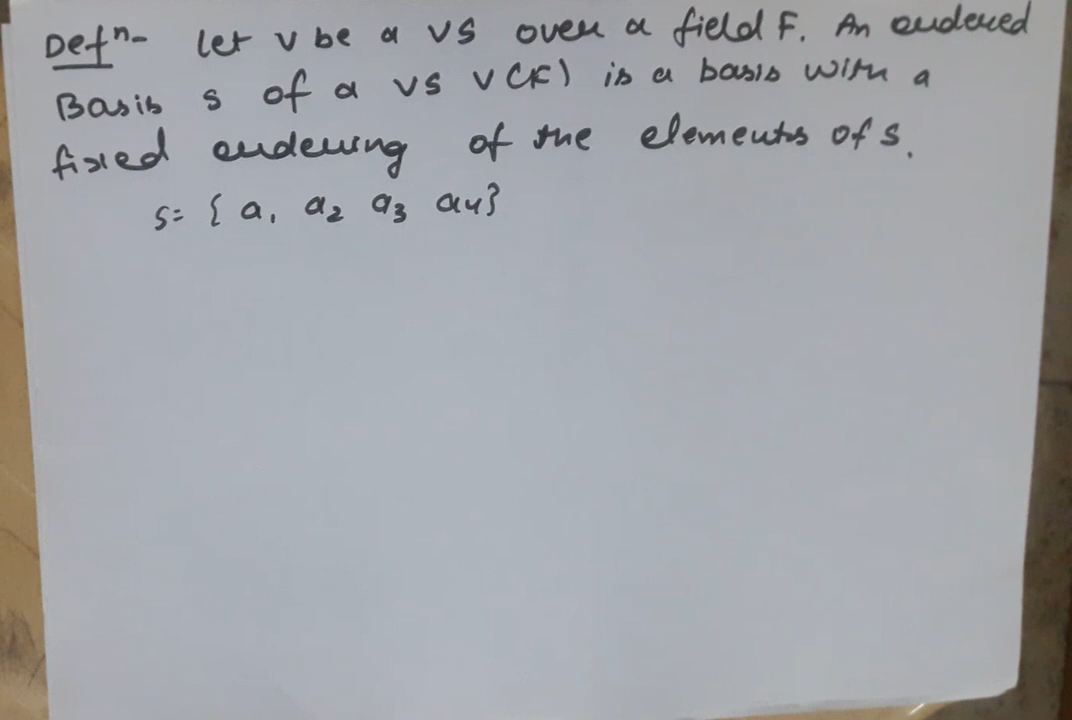 Defn- Let V be a VS over a field F. An ordered
Basis S of a VS V(F) is a basis with a
fixed ordering of the elements of S.
S= { a1 a2 a3 a4}